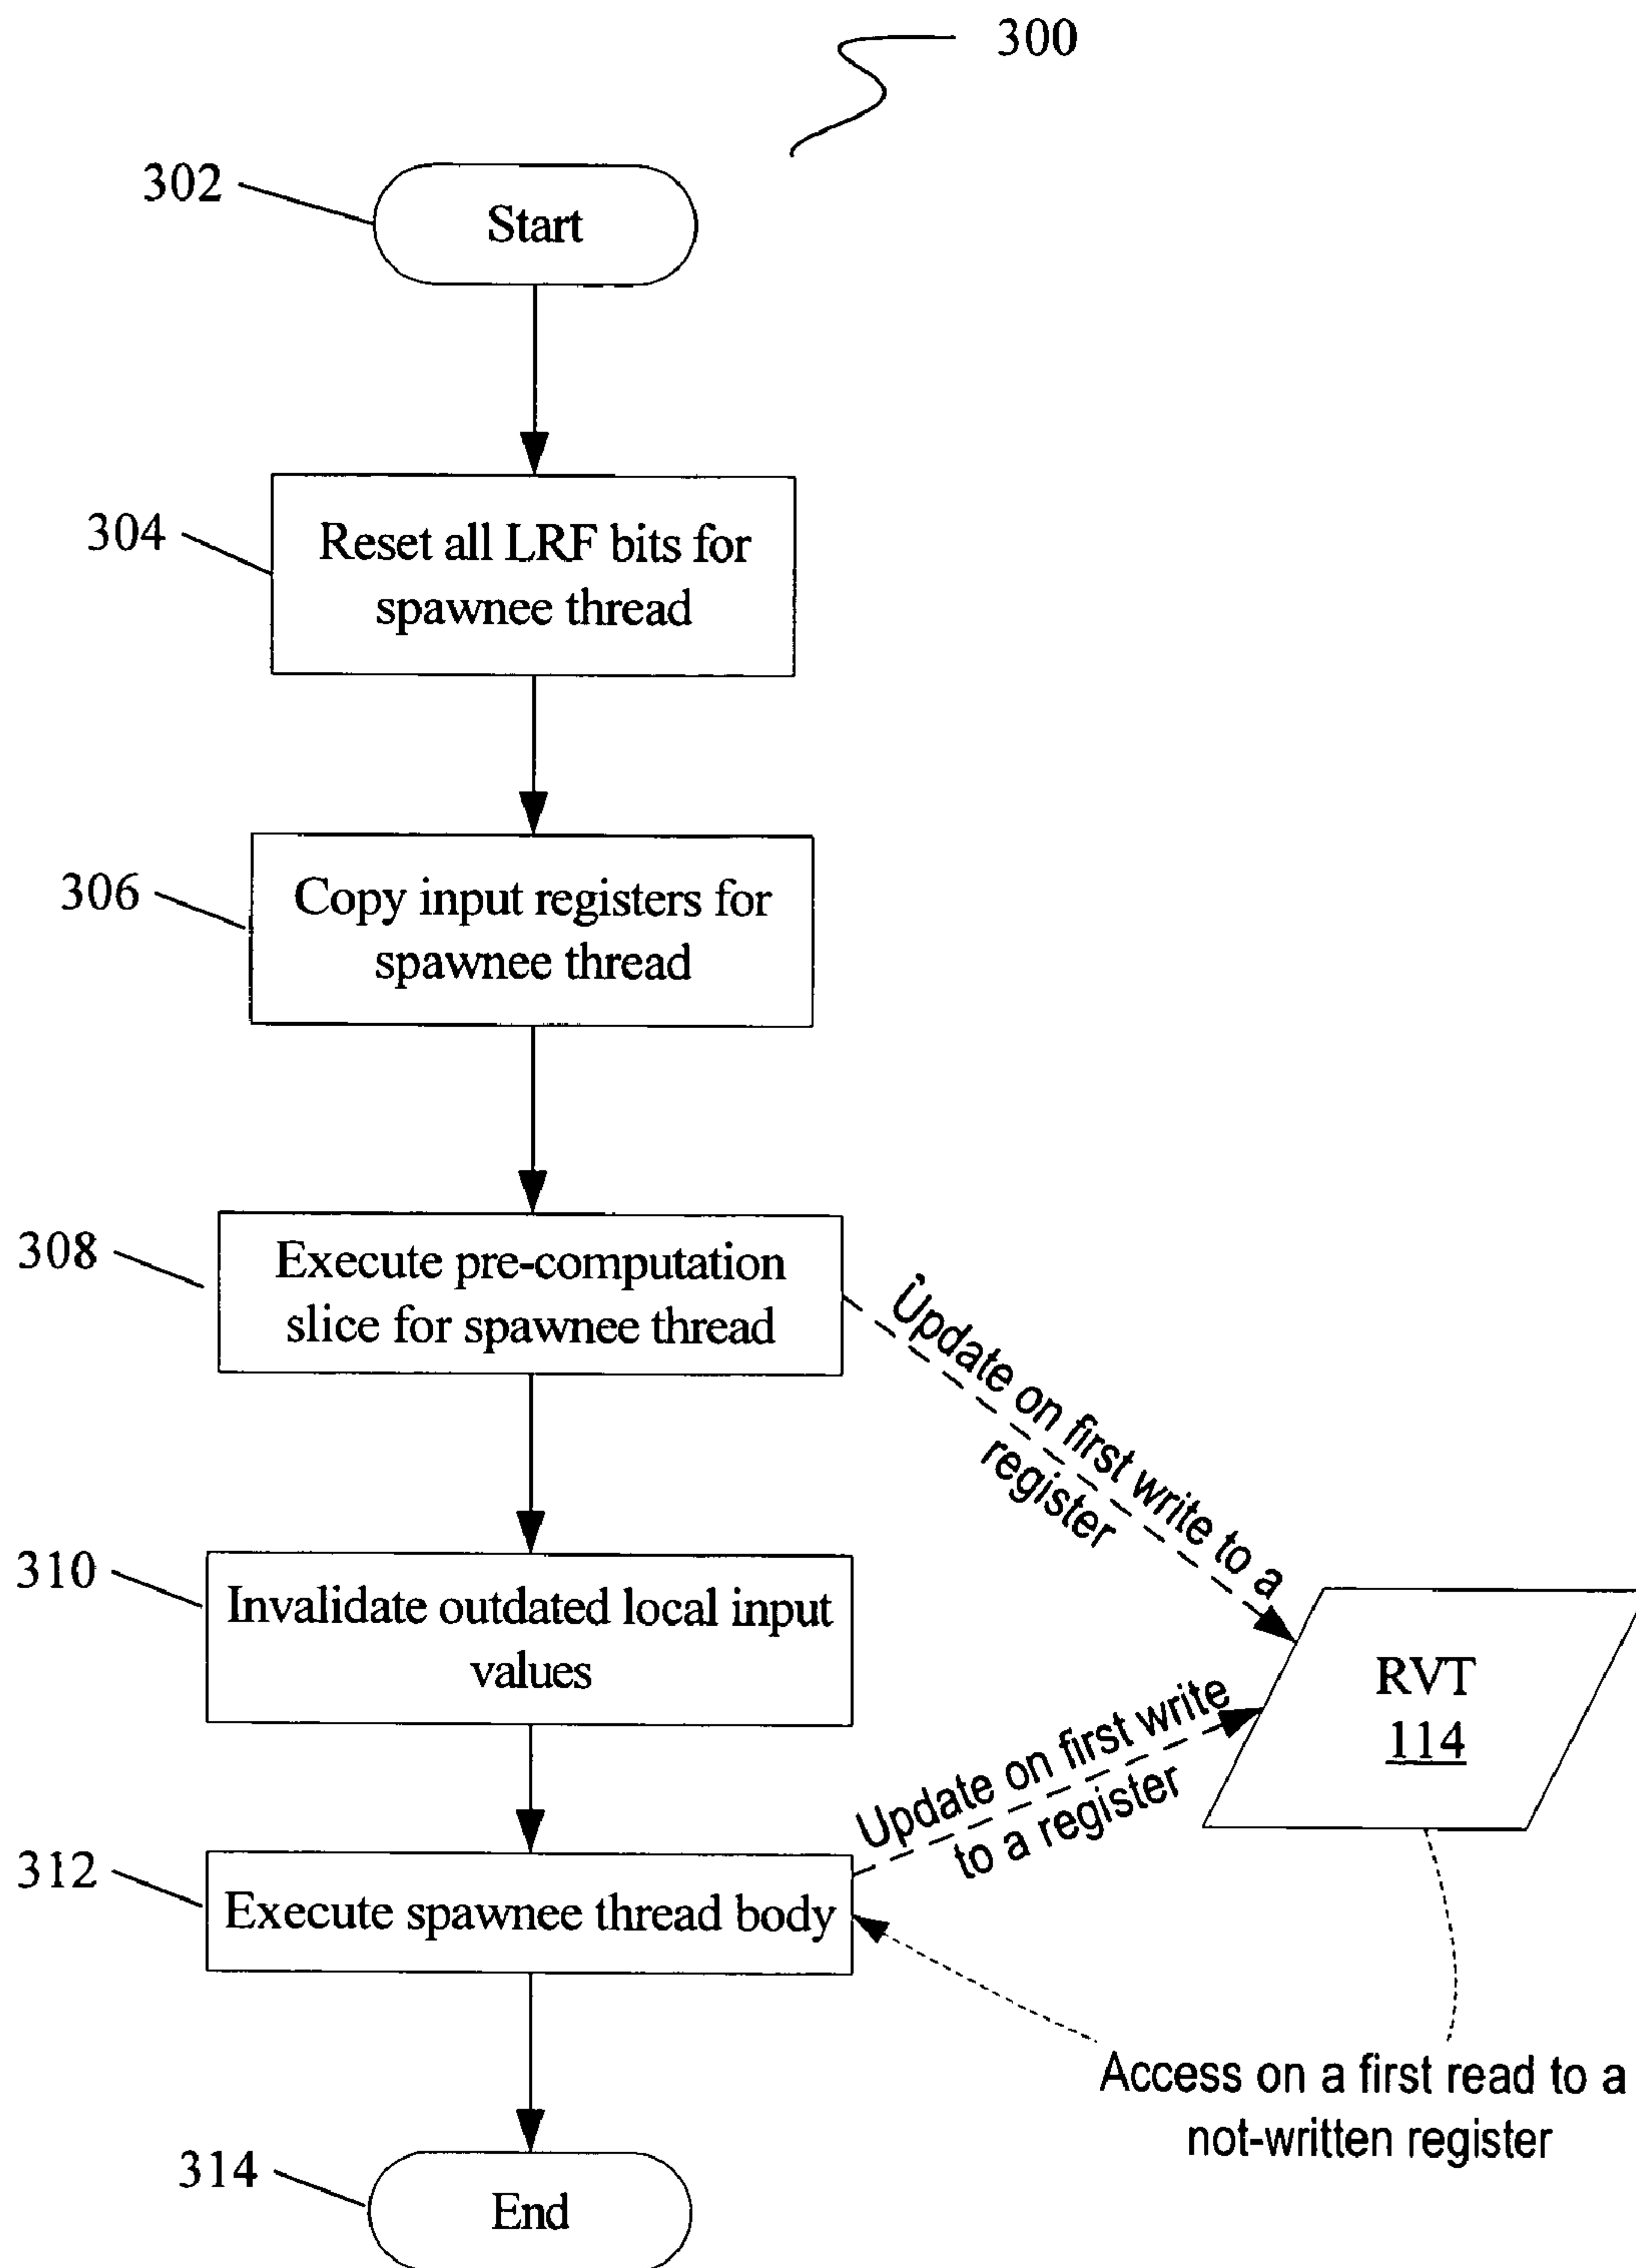 300
302
Start
304
Reset all LRF bits for
spawnee thread
306
Copy input registers for
spawnee thread
308
Execute pre-computation
slice for spawnee thread
Update on first write to a
register
310
Invalidate outdated local input
values
RVT
114
Update on first write
to a register
312
Execute spawnee thread body
Access on a first read to a
not-written register
314
End